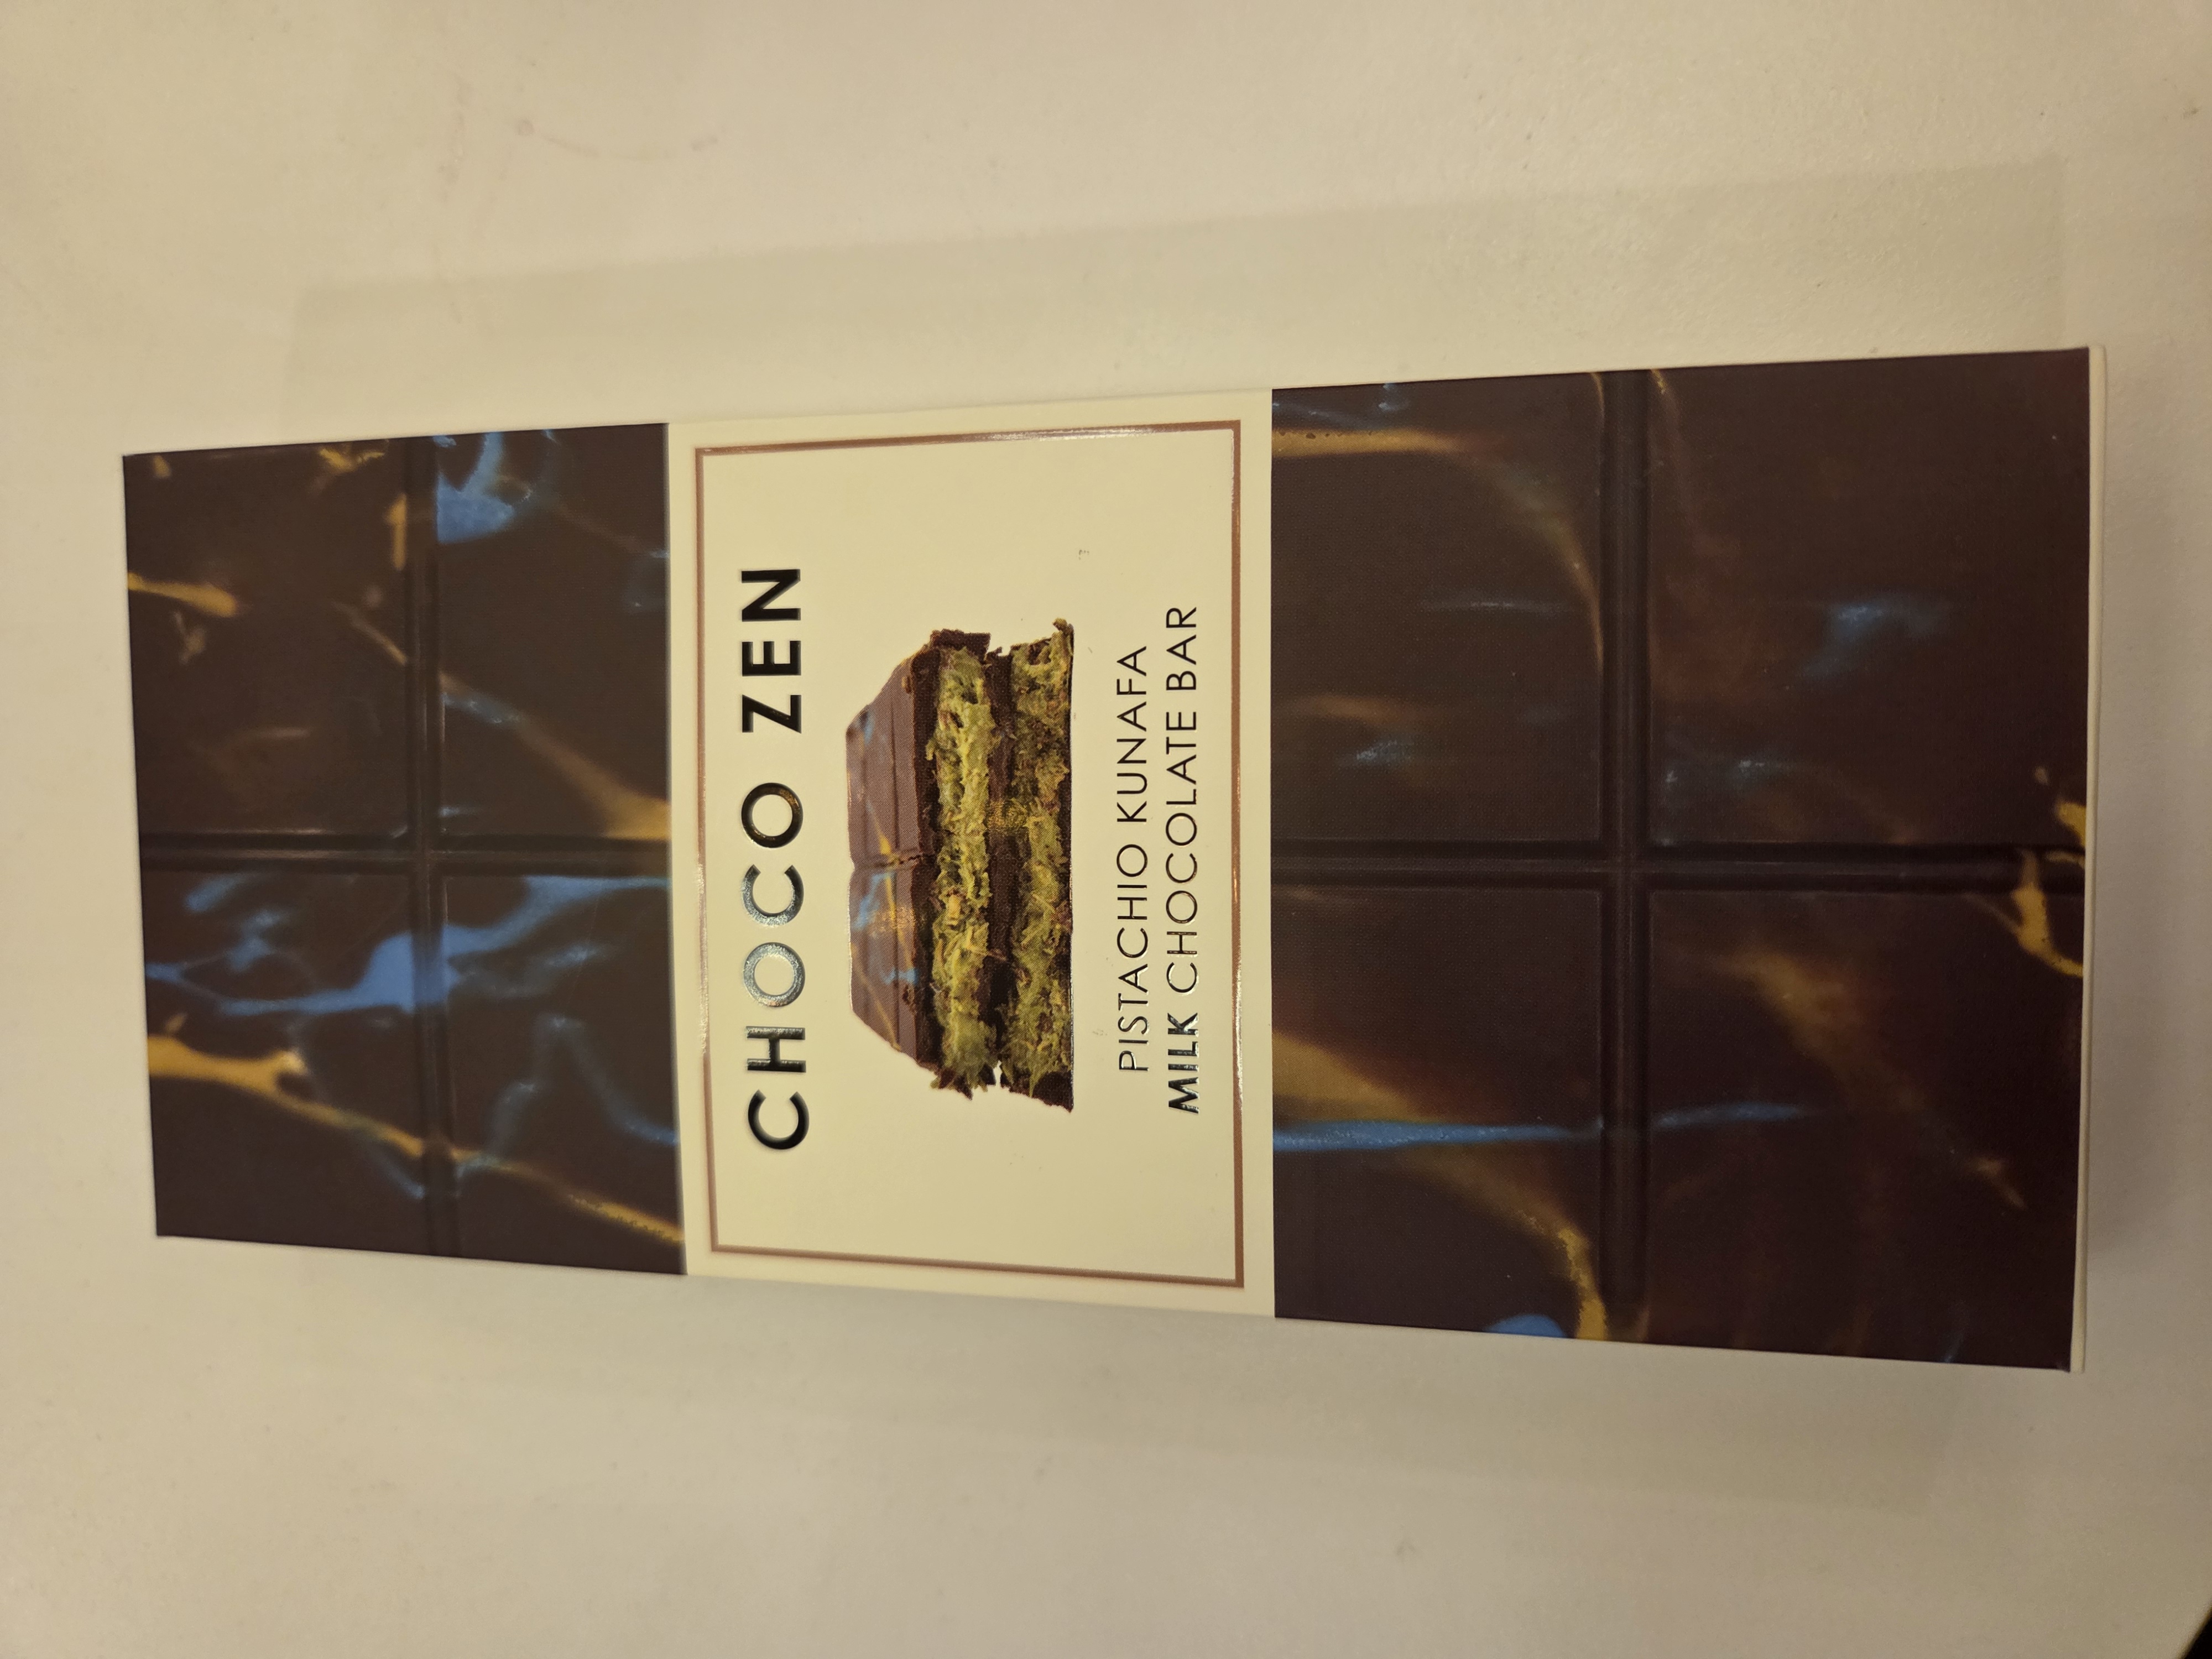 CHOCO ZEN
PISTACHIO KUNAFA
MILK CHOCOLATE BAR